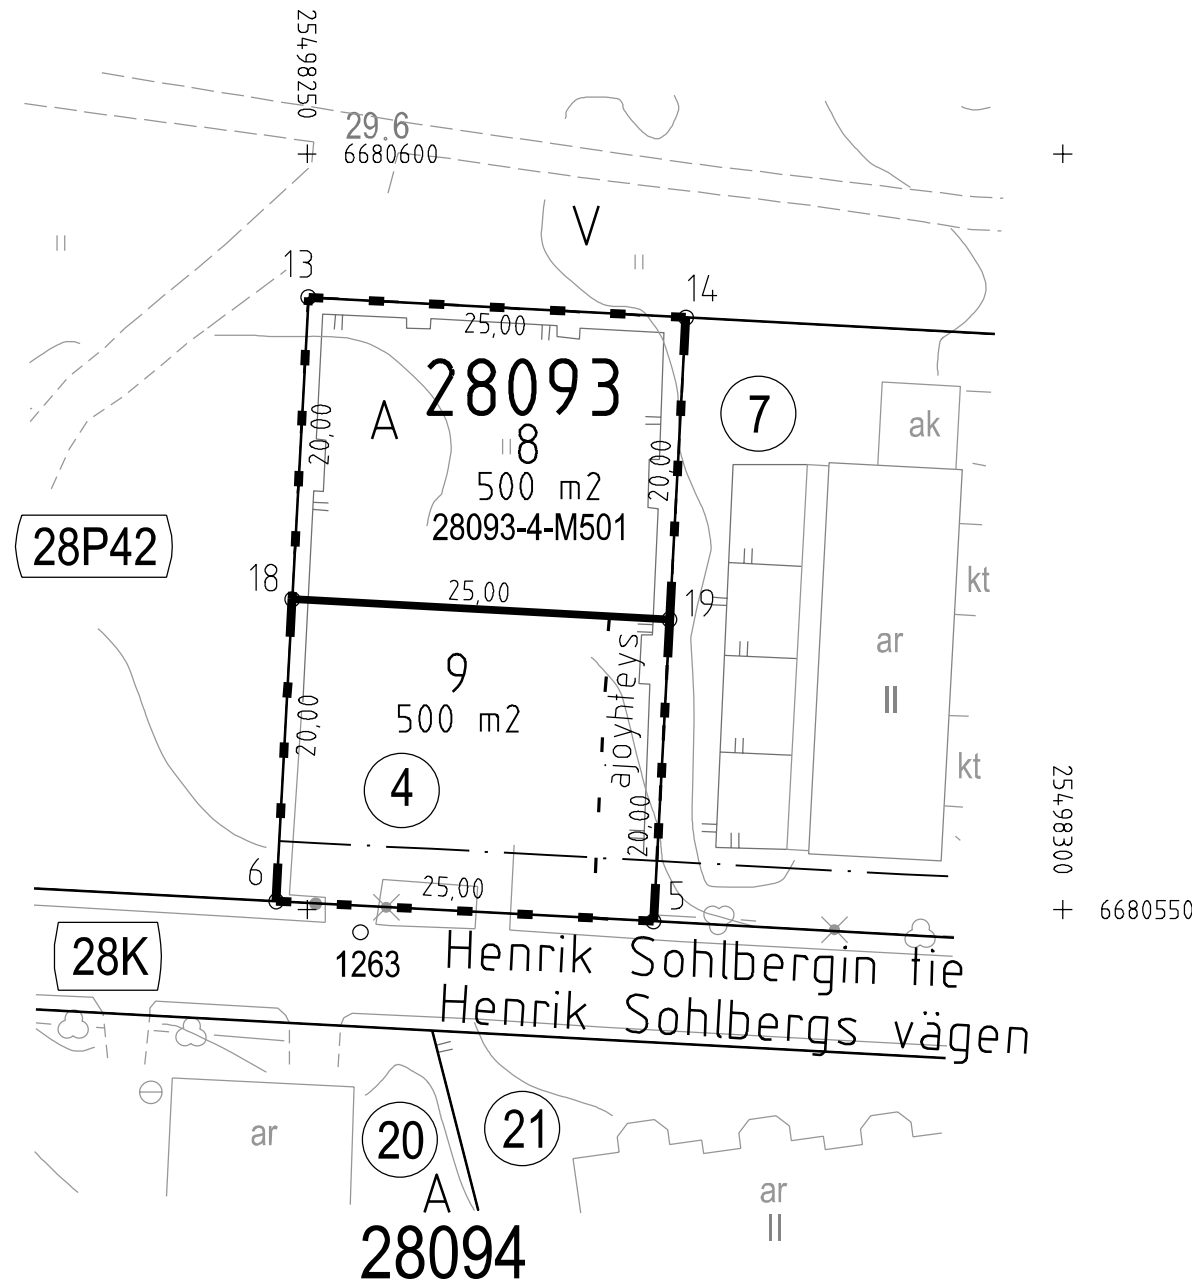 25498250
29.6
6680600
V
13
14
25,00
28093
7
A
8
20,00
20,00
ak
500 m2
28093-4-M501
28P42
18
25,00
19
kt
ar
II
9
500 m2
ajoyhteys
20,00
kt
4
20,00
25498300
6
25,00
5
6680550
28K
1263
Henrik Sohlbergin tie
Henrik Sohlbergs vägen
ar
20
21
A
ar
II
28094